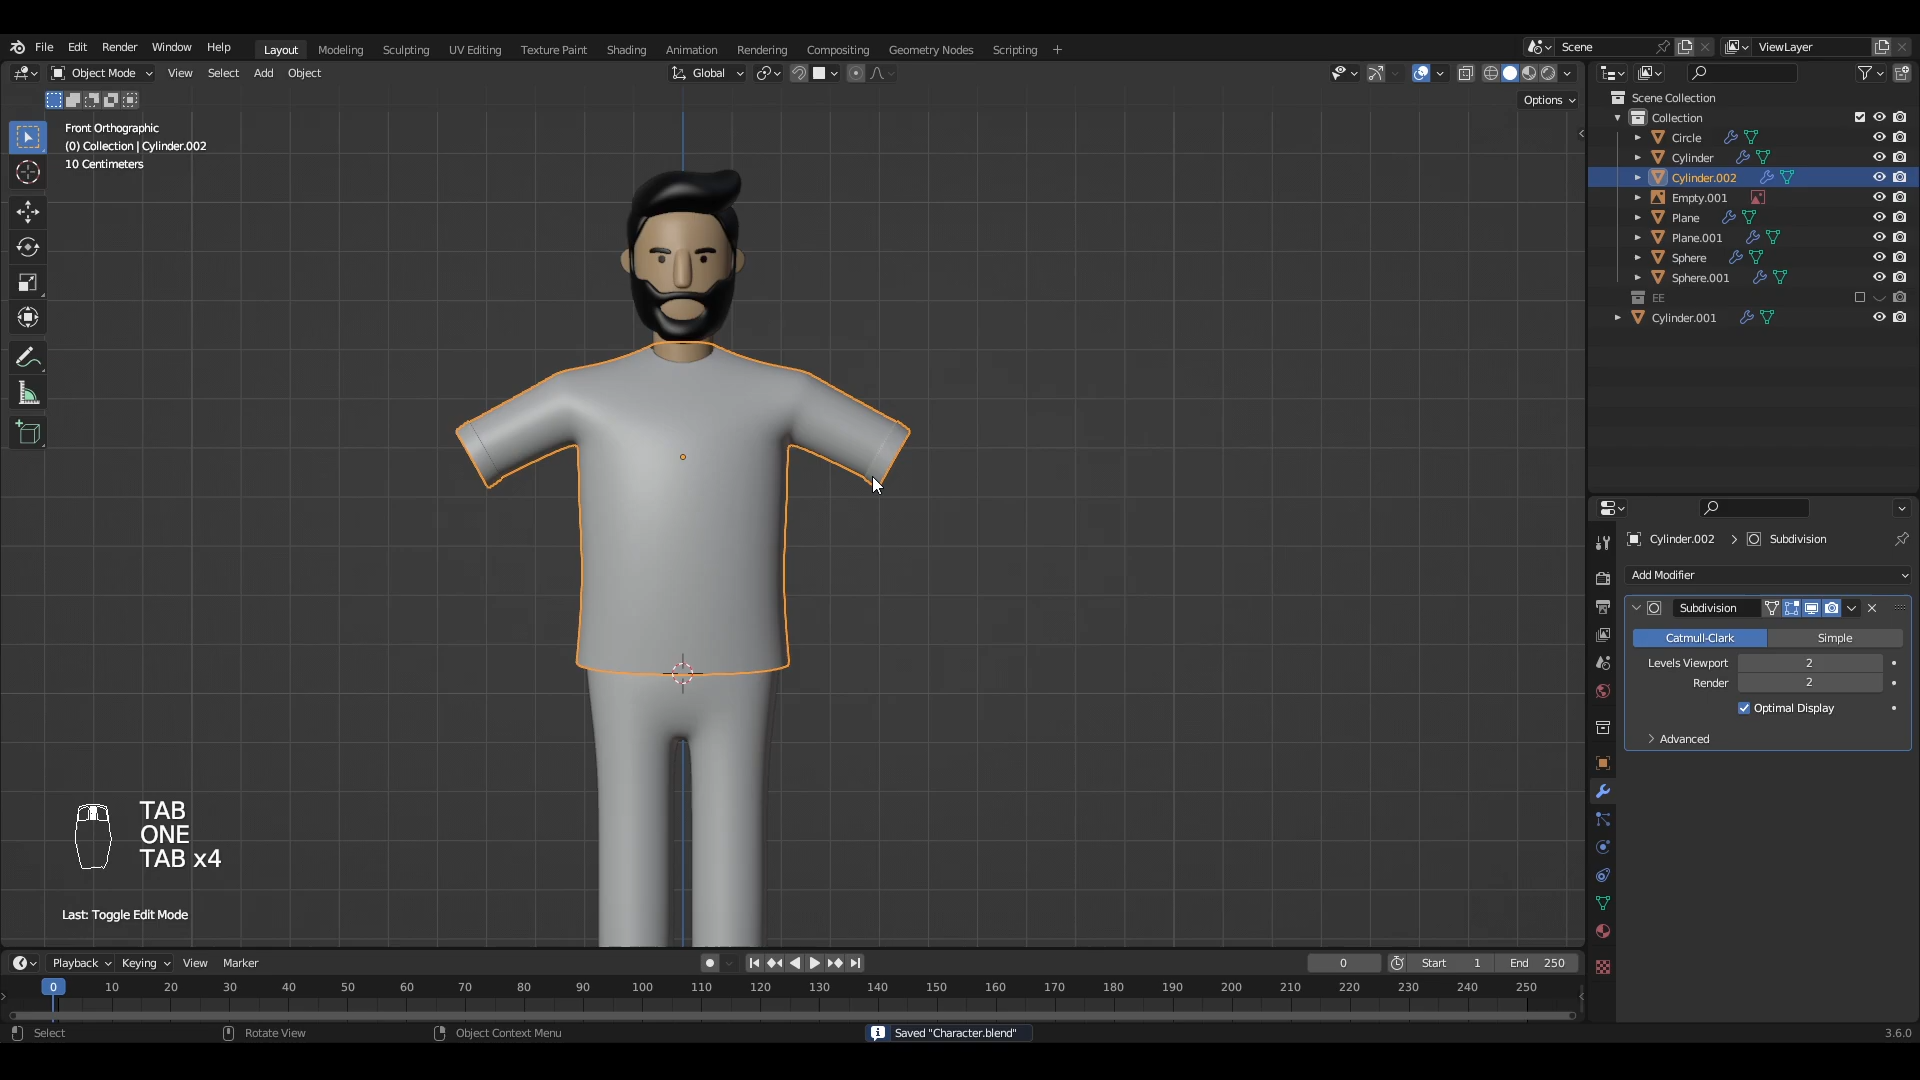 File Edit Render Window Help Layout Modeling Sculpting UV Editing Texture Paint Shading Animation Rendering Compositing Geometry Nodes Scripting + Scene ViewLayer
Object Mode View Select Add Object Global
Options
Front Orthographic
(0) Collection | Cylinder.002
10 Centimeters
Scene Collection
Collection
Circle
Cylinder
Cylinder.002
Empty.001
Plane
Plane.001
Sphere
Sphere.001
EE
Cylinder.001
Cylinder.002 > Subdivision
Add Modifier
Subdivision
Catmull-Clark Simple
Levels Viewport 2
Render 2
Optimal Display
Advanced
TAB
ONE
TAB x4
Last: Toggle Edit Mode
Playback Keying View Marker 0 Start 1 End 250
0 10 20 30 40 50 60 70 80 90 100 110 120 130 140 150 160 170 180 190 200 210 220 230 240 250
Select Rotate View Object Context Menu Saved "Character.blend" 3.6.0